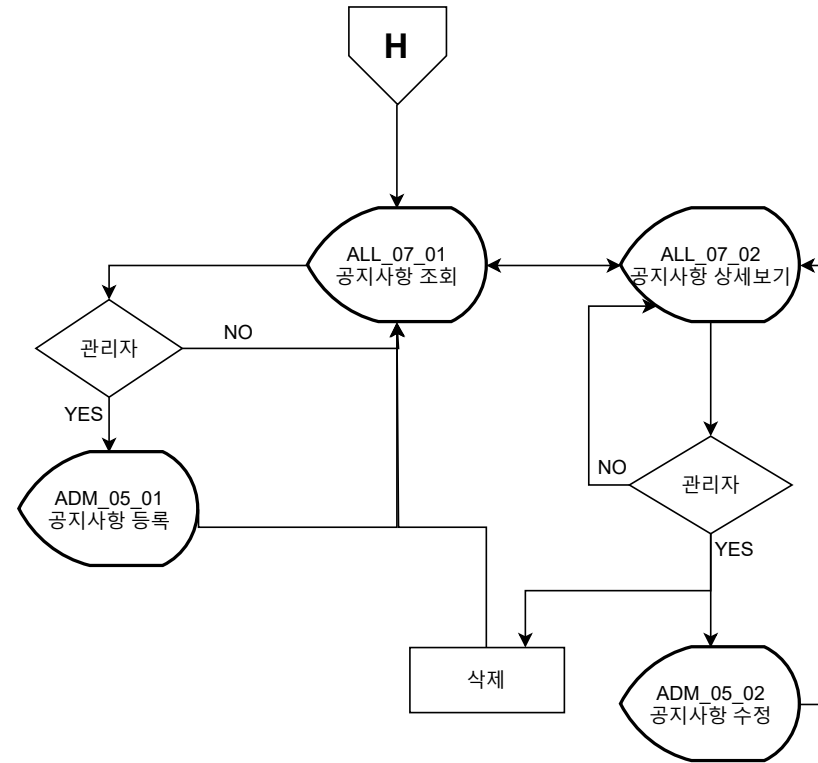 H
ALL_07_01
공지사항 조회
ALL_07_02
공지사항 상세보기
관리자
NO
YES
ADM_05_01
공지사항 등록
NO
관리자
YES
삭제
ADM_05_02
공지사항 수정